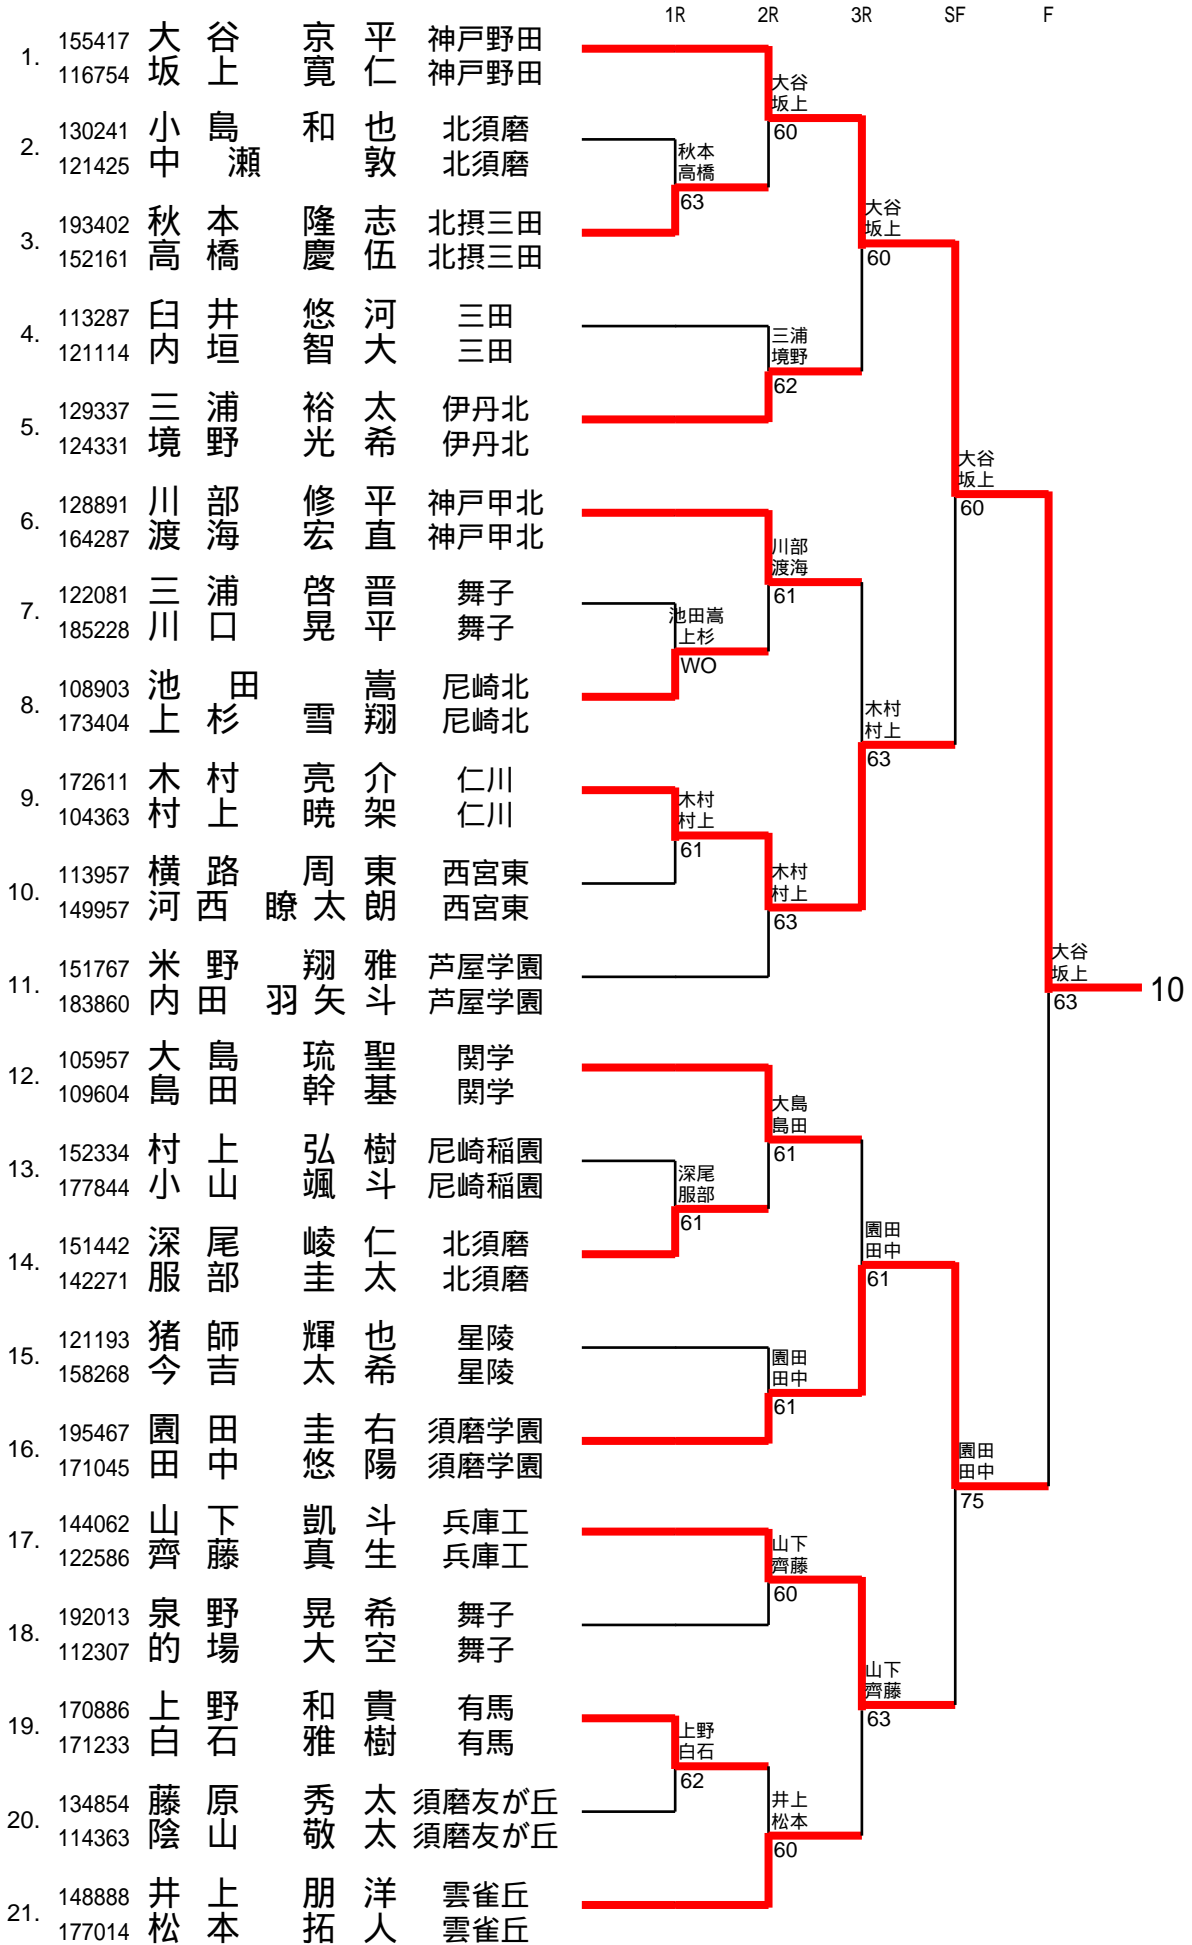 1R 2R 3R SF F
1. 155417 大谷 京平 神戸野田
116754 坂上 寛仁 神戸野田
2. 130241 小島 和也 北須磨
121425 中瀬 敦 北須磨
3. 193402 秋本 隆志 北摂三田
152161 高橋 慶伍 北摂三田
4. 113287 臼井 悠河 三田
121114 内垣 智大 三田
5. 129337 三浦 裕太 伊丹北
124331 境野 光希 伊丹北
6. 128891 川部 修平 神戸甲北
164287 渡海 宏直 神戸甲北
7. 122081 三浦 啓晋 舞子
185228 川口 晃平 舞子
8. 108903 池田 嵩 尼崎北
173404 上杉 雪翔 尼崎北
9. 172611 木村 亮介 仁川
104363 村上 暁架 仁川
10. 113957 横路 周東 西宮東
149957 河西 瞭太朗 西宮東
11. 151767 米野 翔雅 芦屋学園
183860 内田 羽矢斗 芦屋学園
12. 105957 大島 琉聖 関学
109604 島田 幹基 関学
13. 152334 村上 弘樹 尼崎稲園
177844 小山 颯斗 尼崎稲園
14. 151442 深尾 崚仁 北須磨
142271 服部 圭太 北須磨
15. 121193 猪師 輝也 星陵
158268 今吉 太希 星陵
16. 195467 園田 圭右 須磨学園
171045 田中 悠陽 須磨学園
17. 144062 山下 凱斗 兵庫工
122586 齊藤 真生 兵庫工
18. 192013 泉野 晃希 舞子
112307 的場 大空 舞子
19. 170886 上野 和貴 有馬
171233 白石 雅樹 有馬
20. 134854 藤原 秀太 須磨友が丘
114363 陰山 敬太 須磨友が丘
21. 148888 井上 朋洋 雲雀丘
177014 松本 拓人 雲雀丘
秋本
高橋
63
池田嵩
上杉
WO
木村
村上
61
深尾
服部
61
上野
白石
62
大谷
坂上
60
三浦
境野
62
川部
渡海
61
木村
村上
63
大島
島田
61
園田
田中
61
山下
齊藤
60
井上
松本
60
大谷
坂上
60
木村
村上
63
園田
田中
61
山下
齊藤
63
大谷
坂上
60
園田
田中
75
大谷
坂上
63
10